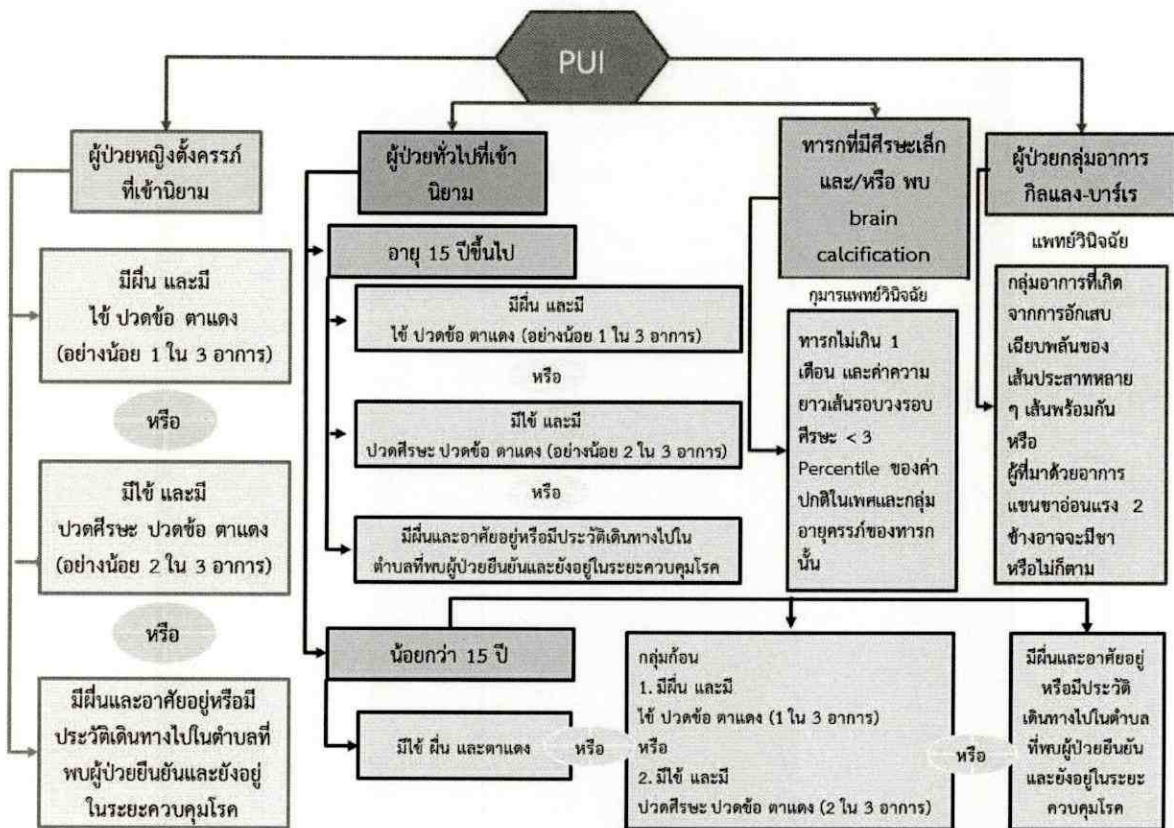 PUI
ผู้ป่วยหญิงตั้งครรภ์
ที่เข้านิยาม
มีผื่น และมี
ไข้ ปวดข้อ ตาแดง
(อย่างน้อย 1 ใน 3 อาการ)
หรือ
มีไข้ และมี
ปวดศีรษะ ปวดข้อ ตาแดง
(อย่างน้อย 2 ใน 3 อาการ)
หรือ
มีผื่นและอาศัยอยู่หรือมี
ประวัติเดินทางไปในตำบลที่
พบผู้ป่วยยืนยันและยังอยู่
ในระยะควบคุมโรค
ผู้ป่วยทั่วไปที่เข้า
นิยาม
อายุ 15 ปีขึ้นไป
มีผื่น และมี
ไข้ ปวดข้อ ตาแดง (อย่างน้อย 1 ใน 3 อาการ)
หรือ
มีไข้ และมี
ปวดศีรษะ ปวดข้อ ตาแดง (อย่างน้อย 2 ใน 3 อาการ)
หรือ
มีผื่นและอาศัยอยู่หรือมีประวัติเดินทางไปใน
ตำบลที่พบผู้ป่วยยืนยันและยังอยู่ในระยะควบคุมโรค
น้อยกว่า 15 ปี
มีไข้ ผื่น และตาแดง
หรือ
กลุ่มก้อน
1. มีผื่น และมี
ไข้ ปวดข้อ ตาแดง (1 ใน 3 อาการ)
หรือ
2. มีไข้ และมี
ปวดศีรษะ ปวดข้อ ตาแดง (2 ใน 3 อาการ)
หรือ
มีผื่นและอาศัยอยู่
หรือมีประวัติ
เดินทางไปในตำบล
ที่พบผู้ป่วยยืนยัน
และยังอยู่ในระยะ
ควบคุมโรค
ทารกที่มีศีรษะเล็ก
และ/หรือ พบ
brain
calcification
กุมารแพทย์วินิจฉัย
ทารกไม่เกิน 1
เดือน และค่าความ
ยาวเส้นรอบวงรอบ
ศีรษะ < 3
Percentile ของค่า
ปกติในเพศและกลุ่ม
อายุครรภ์ของทารก
นั้น
ผู้ป่วยกลุ่มอาการ
กิลแลง-บาร์เร
แพทย์วินิจฉัย
กลุ่มอาการที่เกิด
จากการอักเสบ
เฉียบพลันของ
เส้นประสาทหลาย
ๆ เส้นพร้อมกัน
หรือ
ผู้ที่มาด้วยอาการ
แขนขาอ่อนแรง 2
ข้างอาจจะมีชา
หรือไม่ก็ตาม